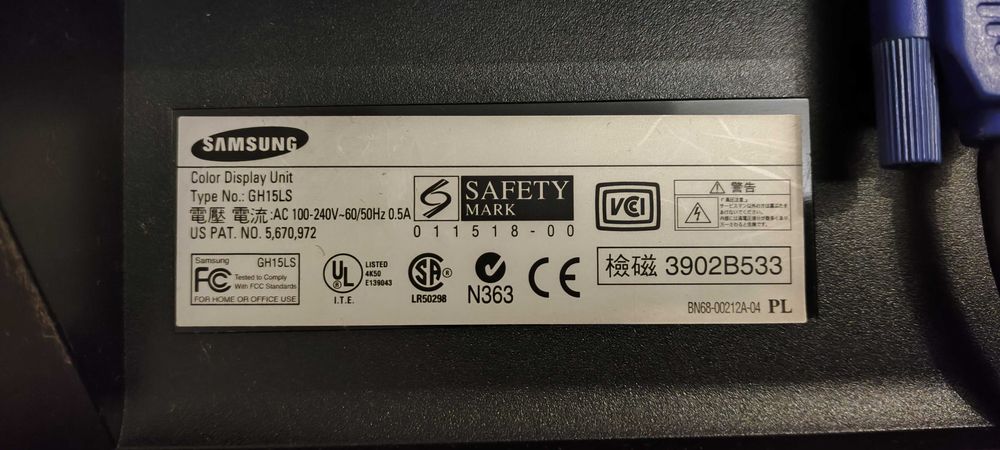 SAMSUNG
Color Display Unit
Type No.: GH15LS
電壓 電流:AC 100-240V~60/50Hz 0.5A
US PAT. NO. 5,670,972
SAFETY
MARK
011518-00
VCCI
警告
Samsung GH15LS
FC Tested to Comply
With FCC Standards
FOR HOME OR OFFICE USE
UL LISTED
4K50
E139043
I.T.E.
SA
LR50298
N363
CE
檢磁 3902B533
BN68-00212A-04 PL